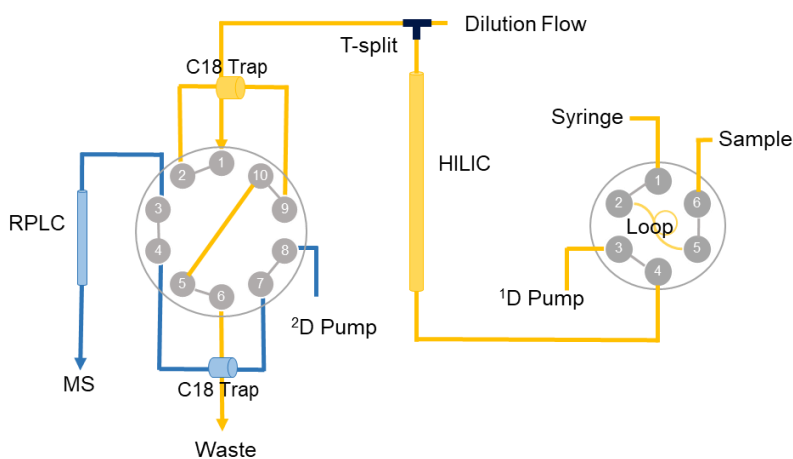 Dilution Flow
T-split
C18 Trap
Syringe
Sample
HILIC
1
2
10
3
9
4
8
5
6
7
RPLC
2D Pump
MS
C18 Trap
Waste
1
2
6
Loop
3
5
4
1D Pump